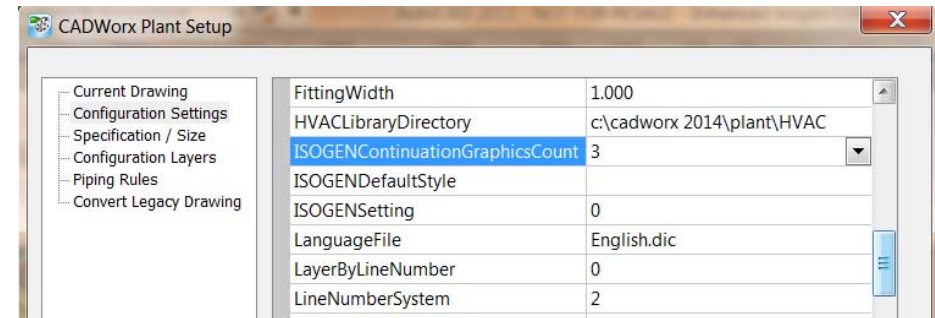 CADWorx Plant Setup
X
Current Drawing
Configuration Settings
Specification / Size
Configuration Layers
Piping Rules
Convert Legacy Drawing
FittingWidth 1.000
HVACLibraryDirectory c:\cadworx 2014\plant\HVAC
ISOGENContinuationGraphicsCount 3
ISOGENDefaultStyle
ISOGENSetting 0
LanguageFile English.dic
LayerByLineNumber 0
LineNumberSystem 2